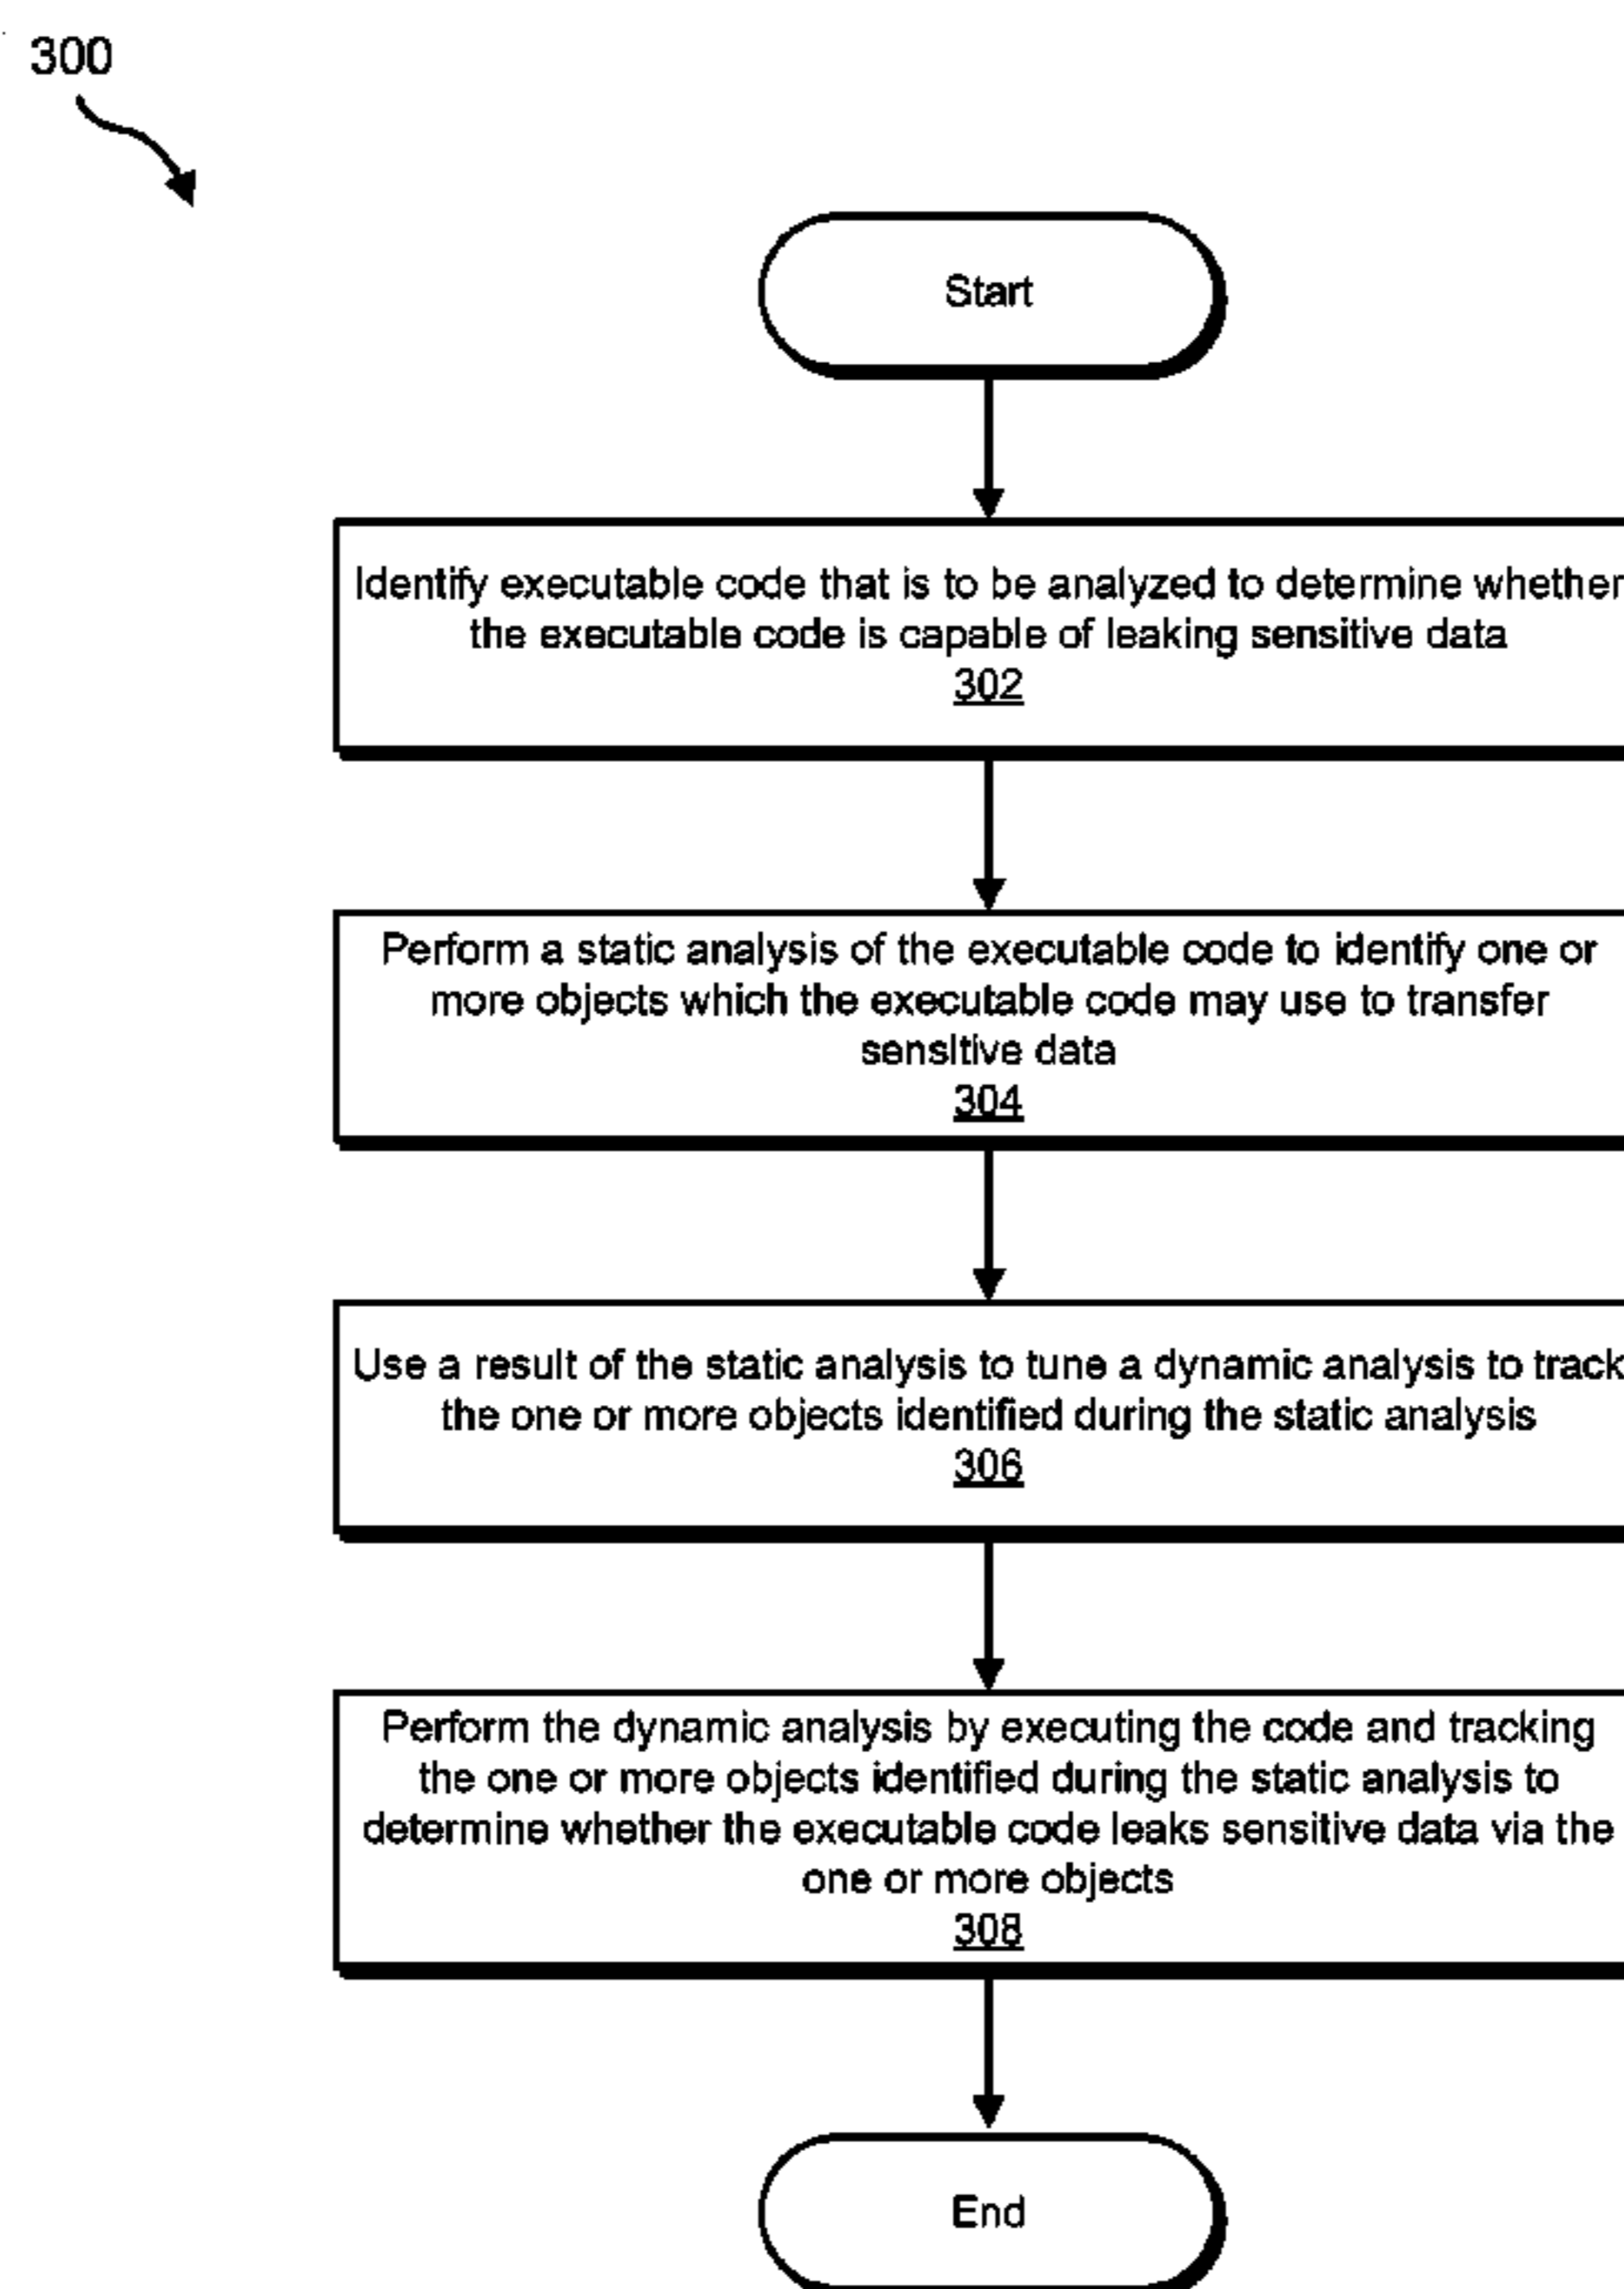 300
Start
Identify executable code that is to be analyzed to determine whether
the executable code is capable of leaking sensitive data
302
Perform a static analysis of the executable code to identify one or
more objects which the executable code may use to transfer
sensitive data
304
Use a result of the static analysis to tune a dynamic analysis to track
the one or more objects identified during the static analysis
306
Perform the dynamic analysis by executing the code and tracking
the one or more objects identified during the static analysis to
determine whether the executable code leaks sensitive data via the
one or more objects
308
End